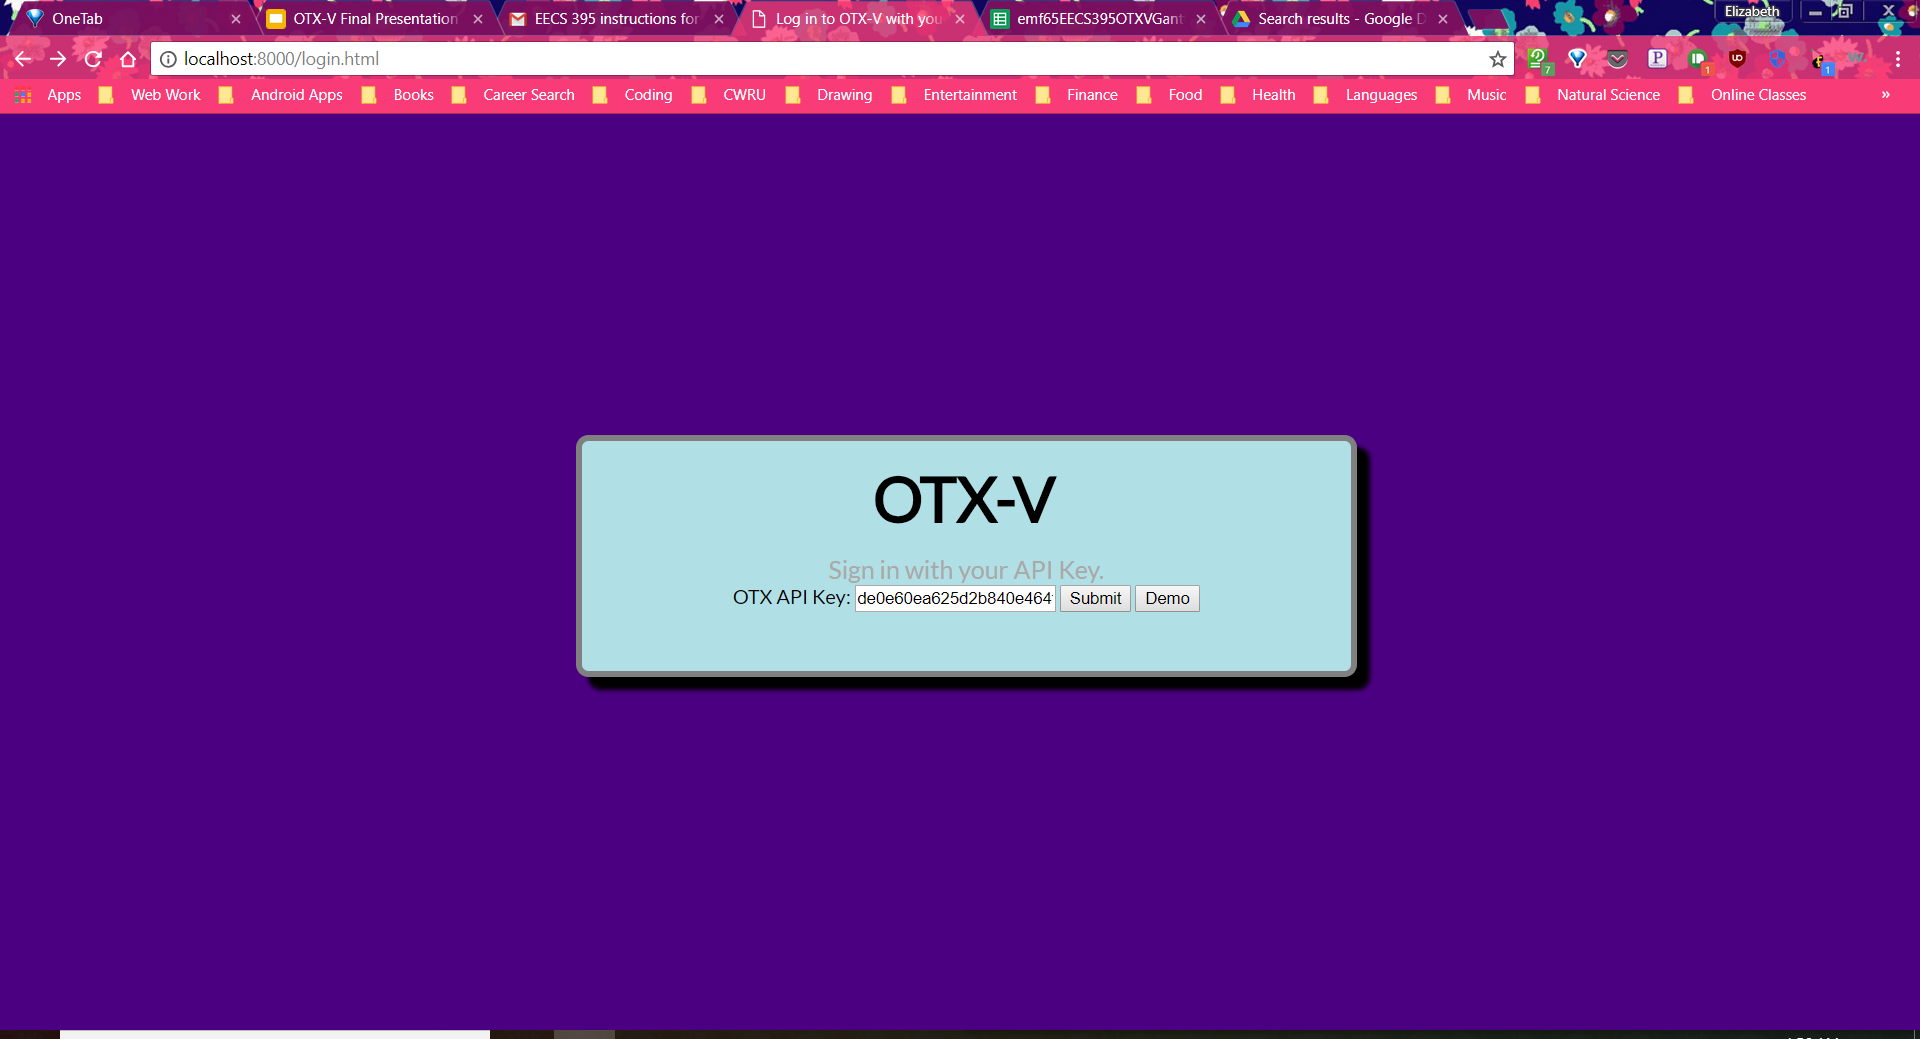 OneTab
OTX-V Final Presentation
EECS 395 instructions for
Log in to OTX-V with you
emf65EECS395OTXVGant
Search results - Google D
Elizabeth
localhost:8000/login.html
7
1
1
Apps
Web Work
Android Apps
Books
Career Search
Coding
CWRU
Drawing
Entertainment
Finance
Food
Health
Languages
Music
Natural Science
Online Classes
»
OTX-V
Sign in with your API Key.
OTX API Key: de0e60ea625d2b840e464 Submit Demo